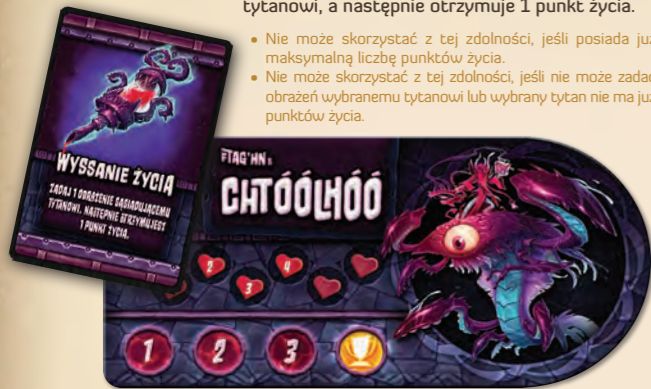 tytanowi, a następnie otrzymuje 1 punkt życia.
• Nie może skorzystać z tej zdolności, jeśli posiada już
maksymalną liczbę punktów życia.
• Nie może skorzystać z tej zdolności, jeśli nie może zadać
obrażeń wybranemu tytanowi lub wybrany tytan nie ma już
punktów życia.
WYSSANIE ŻYCIA
ZADAJ 1 OBRAŻENIE SĄSIADUJĄCEMU
TYTANOWI, NASTĘPNIE OTRZYMUJESZ
1 PUNKT ŻYCIA.
FTAG'HN,
CHTÓÓLHÓÓ
2
3
4
1
2
3